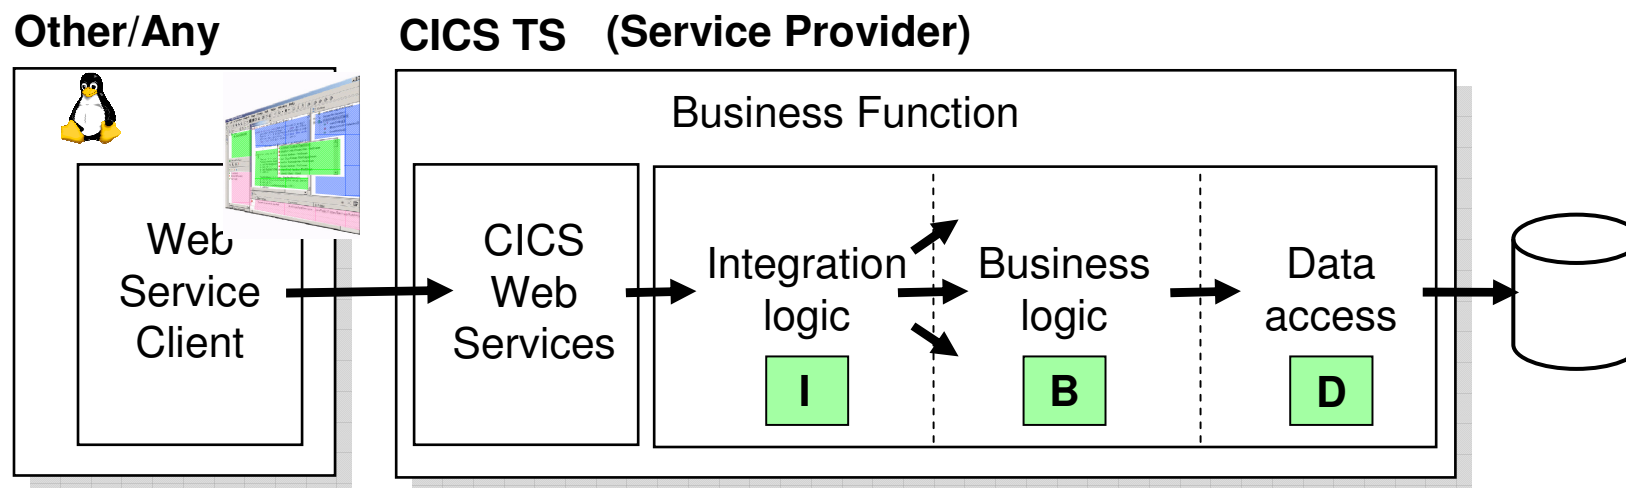 Other/Any
CICS TS (Service Provider)
Business Function
Web
Service
Client
CICS
Web
Services
Integration
logic
I
Business
logic
B
Data
access
D